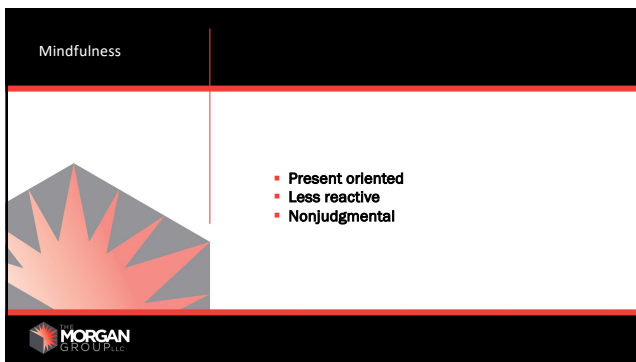 Mindfulness
Present oriented
Less reactive
Nonjudgmental
THE
MORGAN
GROUP LLC